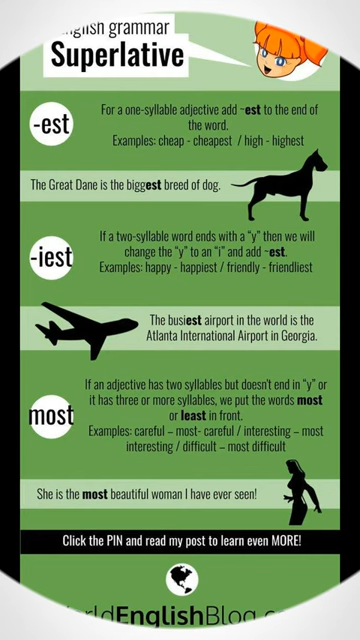 English grammar
Superlative
-est
For a one-syllable adjective add ~est to the end of
the word.
Examples: cheap - cheapest / high - highest
The Great Dane is the biggest breed of dog.
-iest
If a two-syllable word ends with a "y" then we will
change the "y" to an "i" and add ~est.
Examples: happy - happiest / friendly - friendliest
The busiest airport in the world is the
Atlanta International Airport in Georgia.
most
If an adjective has two syllables but doesn't end in "y" or
it has three or more syllables, we put the words most
or least in front.
Examples: careful – most- careful / interesting – most
interesting / difficult – most difficult
She is the most beautiful woman I have ever seen!
Click the PIN and read my post to learn even MORE!
WorldEnglishBlog.co